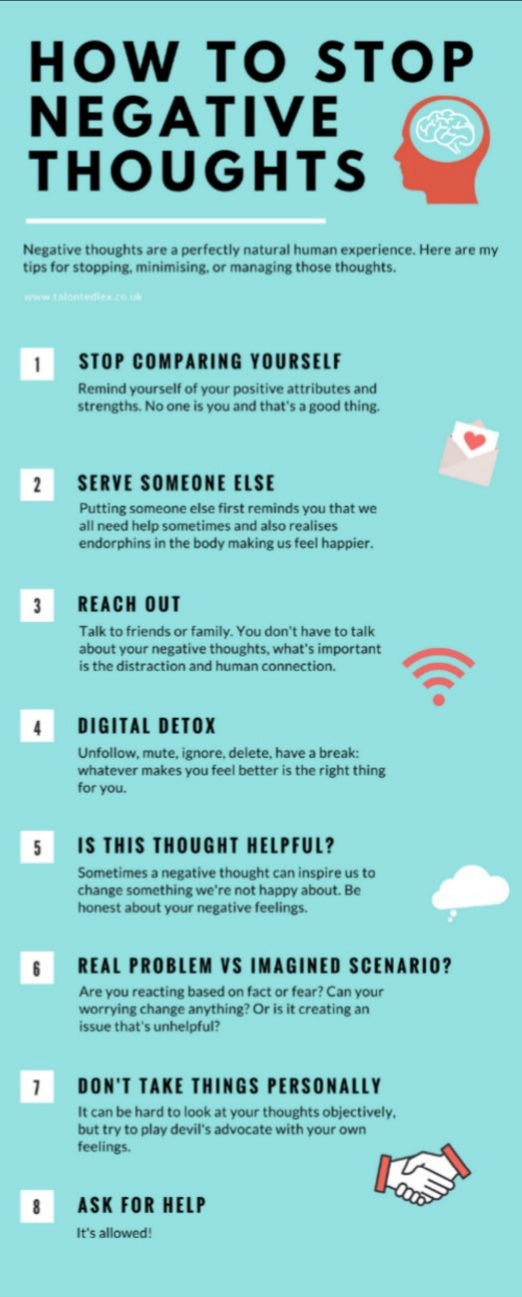 HOW TO STOP
NEGATIVE
THOUGHTS
Negative thoughts are a perfectly natural human experience. Here are my
tips for stopping, minimising, or managing those thoughts.
www.talontedlex.co.uk
1
STOP COMPARING YOURSELF
Remind yourself of your positive attributes and
strengths. No one is you and that's a good thing.
2
SERVE SOMEONE ELSE
Putting someone else first reminds you that we
all need help sometimes and also realises
endorphins in the body making us feel happier.
3
REACH OUT
Talk to friends or family. You don't have to talk
about your negative thoughts, what's important
is the distraction and human connection.
4
DIGITAL DETOX
Unfollow, mute, ignore, delete, have a break:
whatever makes you feel better is the right thing
for you.
5
IS THIS THOUGHT HELPFUL?
Sometimes a negative thought can inspire us to
change something we're not happy about. Be
honest about your negative feelings.
6
REAL PROBLEM VS IMAGINED SCENARIO?
Are you reacting based on fact or fear? Can your
worrying change anything? Or is it creating an
issue that's unhelpful?
7
DON'T TAKE THINGS PERSONALLY
It can be hard to look at your thoughts objectively,
but try to play devil's advocate with your own
feelings.
8
ASK FOR HELP
It's allowed!